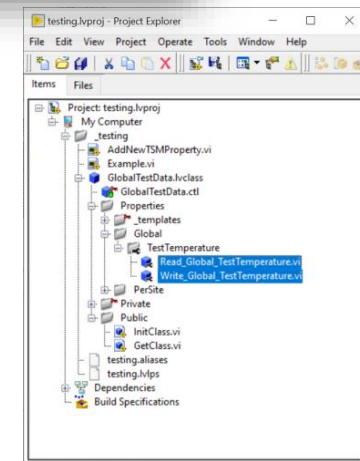 testing.lvproj - Project Explorer
File Edit View Project Operate Tools Window Help
Items Files
Project: testing.lvproj
My Computer
_testing
AddNewTSMProperty.vi
Example.vi
GlobalTestData.lvclass
GlobalTestData.ctl
Properties
_templates
Global
TestTemperature
Read_Global_TestTemperature.vi
Write_Global_TestTemperature.vi
PerSite
Private
Public
InitClass.vi
GetClass.vi
testing.aliases
testing.lvlps
Dependencies
Build Specifications